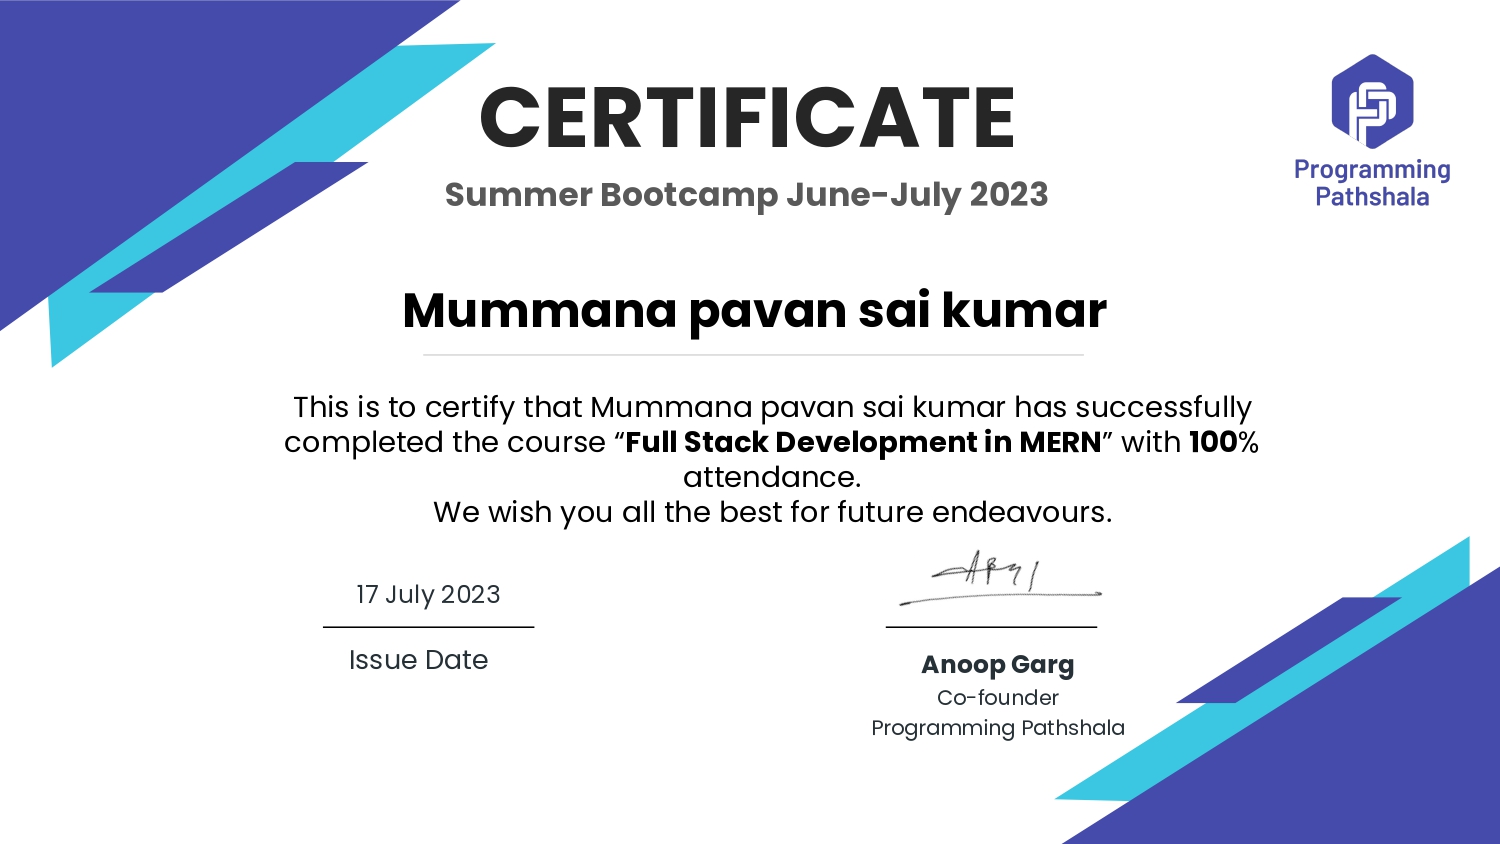 CERTIFICATE
Summer Bootcamp June-July 2023
Programming
Pathshala
Mummana pavan sai kumar
This is to certify that Mummana pavan sai kumar has successfully
completed the course “Full Stack Development in MERN” with 100%
attendance.
We wish you all the best for future endeavours.
17 July 2023
Issue Date
Anoop Garg
Co-founder
Programming Pathshala